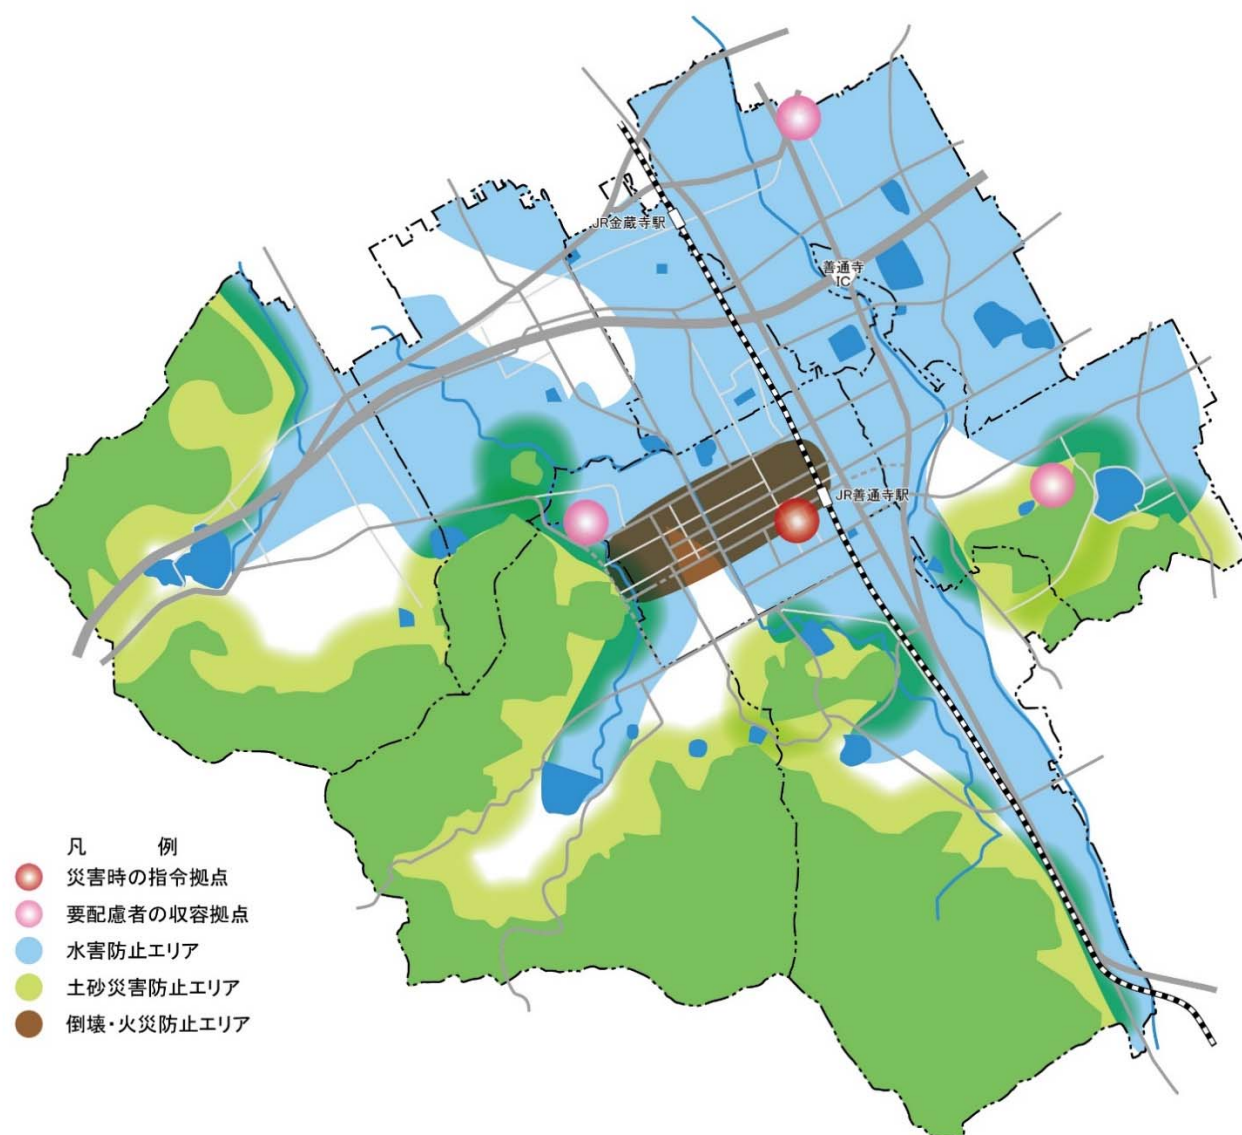 JR金蔵寺駅
善通寺
IC
JR善通寺駅
凡　例
災害時の指令拠点
要配慮者の収容拠点
水害防止エリア
土砂災害防止エリア
倒壊・火災防止エリア